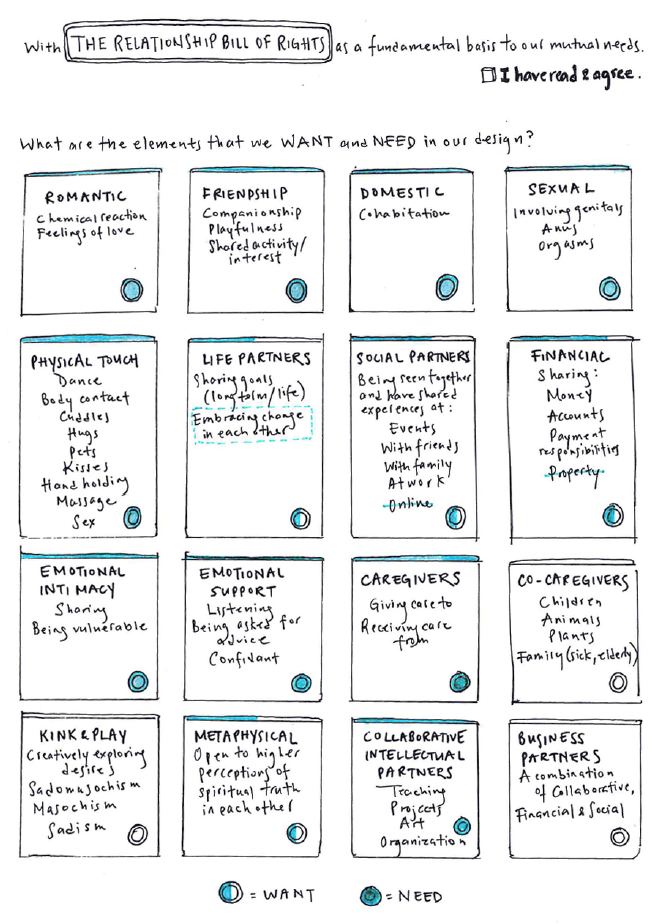 With THE RELATIONSHIP BILL OF RIGHTS as a fundamental basis to our mutual needs.
I have read & agree.
What are the elements that we WANT and NEED in our design?
ROMANTIC
Chemical reaction
Feelings of love
FRIENDSHIP
Companionship
Playfulness
Shared activity/
interest
DOMESTIC
Cohabitation
SEXUAL
Involving genitals
Anus
Orgasms
PHYSICAL TOUCH
Dance
Body contact
Cuddles
Hugs
Pets
Kisses
Hand holding
Massage
Sex
LIFE PARTNERS
Sharing goals
(long term/life)
Embracing change
in each other
SOCIAL PARTNERS
Being seen together
and have shared
experiences at:
Events
With friends
With family
At work
Online
FINANCIAL
Sharing:
Money
Accounts
Payment
responsibilities
Property
EMOTIONAL
INTIMACY
Sharing
Being vulnerable
EMOTIONAL
SUPPORT
Listening
Being asked for
advice
Confidant
CAREGIVERS
Giving care to
Receiving care
from
CO-CAREGIVERS
Children
Animals
Plants
Family (sick, elderly)
KINK & PLAY
Creatively exploring
desires
Sadomasochism
Masochism
Sadism
METAPHYSICAL
Open to higher
perceptions of
spiritual truth
in each other
COLLABORATIVE
INTELLECTUAL
PARTNERS
Teaching
Projects
Art
Organization
BUSINESS
PARTNERS
A combination
of Collaborative,
Financial & Social
= WANT
= NEED